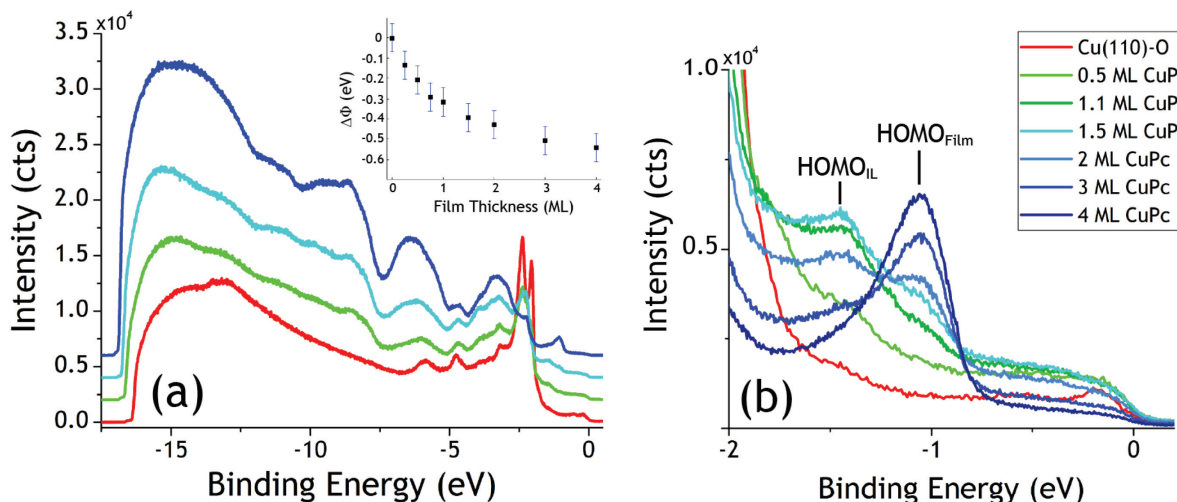 x10⁴
3.5
3.0
2.5
2.0
1.5
1.0
0.5
0.0
Intensity (cts)
-15
-10
-5
0
Binding Energy (eV)
(a)
0
-0.1
-0.2
-0.3
-0.4
-0.5
-0.6
ΔΦ (eV)
0
1
2
3
4
Film Thickness (ML)
x10⁴
1.0
0.5
Intensity (cts)
-2
-1
0
Binding Energy (eV)
(b)
HOMO_IL
HOMO_Film
Cu(110)-O
0.5 ML CuP
1.1 ML CuP
1.5 ML CuP
2 ML CuPc
3 ML CuPc
4 ML CuPc